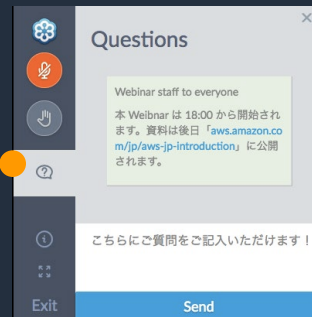 Questions
Webinar staff to everyone
本 Weibnar は 18:00 から開始され
ます。資料は後日「aws.amazon.co
m/jp/aws-jp-introduction」に公開
されます。
こちらにご質問をご記入いただけます！
Exit
Send